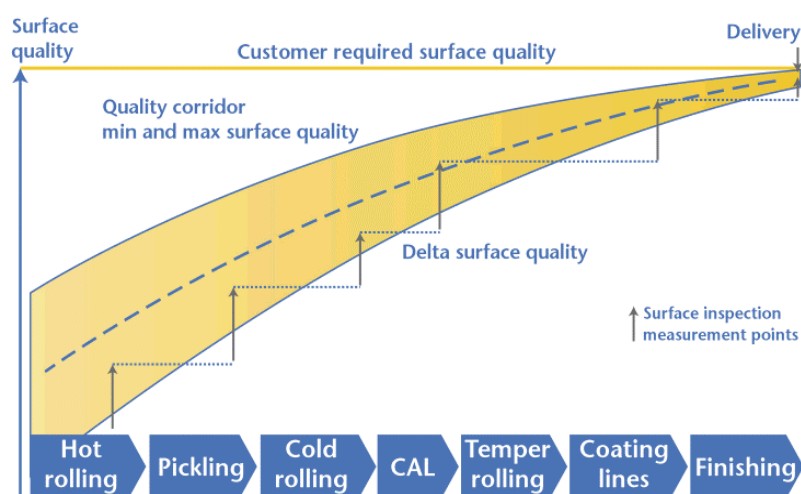 Surface
quality
Customer required surface quality
Delivery
Quality corridor
min and max surface quality
Delta surface quality
Surface inspection
measurement points
Hot
rolling
Pickling
Cold
rolling
CAL
Temper
rolling
Coating
lines
Finishing